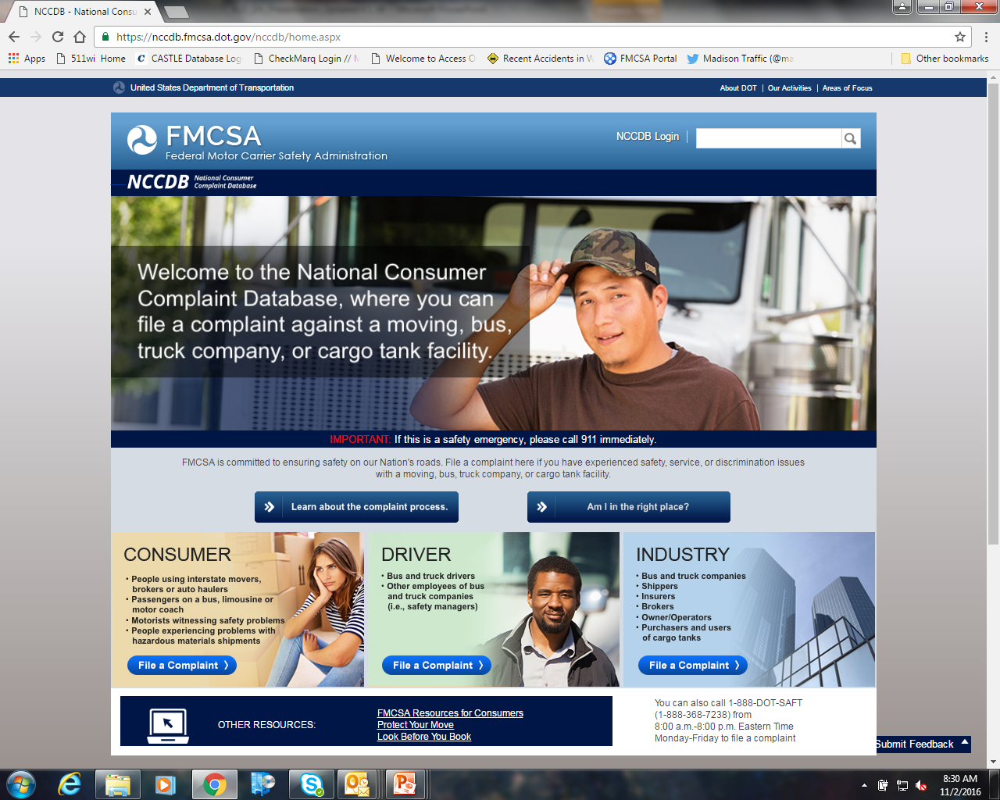 NCCDB - National Consu
https://nccdb.fmcsa.dot.gov/nccdb/home.aspx
Apps
511wi Home
CASTLE Database Log
CheckMarq Login //
Welcome to Access O
Recent Accidents in W
FMCSA Portal
Madison Traffic (@ma
Other bookmarks
United States Department of Transportation
About DOT | Our Activities | Areas of Focus
FMCSA
Federal Motor Carrier Safety Administration
NCCDB Login
NCCDB National Consumer
Complaint Database
Welcome to the National Consumer
Complaint Database, where you can
file a complaint against a moving, bus,
truck company, or cargo tank facility.
IMPORTANT: If this is a safety emergency, please call 911 immediately.
FMCSA is committed to ensuring safety on our Nation's roads. File a complaint here if you have experienced safety, service, or discrimination issues
with a moving, bus, truck company, or cargo tank facility.
Learn about the complaint process.
Am I in the right place?
CONSUMER
• People using interstate movers,
brokers or auto haulers
• Passengers on a bus, limousine or
motor coach
• Motorists witnessing safety problems
• People experiencing problems with
hazardous materials shipments
File a Complaint
DRIVER
• Bus and truck drivers
• Other employees of bus
and truck companies
(i.e., safety managers)
File a Complaint
INDUSTRY
• Bus and truck companies
• Shippers
• Insurers
• Brokers
• Owner/Operators
• Purchasers and users
of cargo tanks
File a Complaint
OTHER RESOURCES:
FMCSA Resources for Consumers
Protect Your Move
Look Before You Book
You can also call 1-888-DOT-SAFT
(1-888-368-7238) from
8:00 a.m.-8:00 p.m. Eastern Time
Monday-Friday to file a complaint
Submit Feedback
8:30 AM
11/2/2016